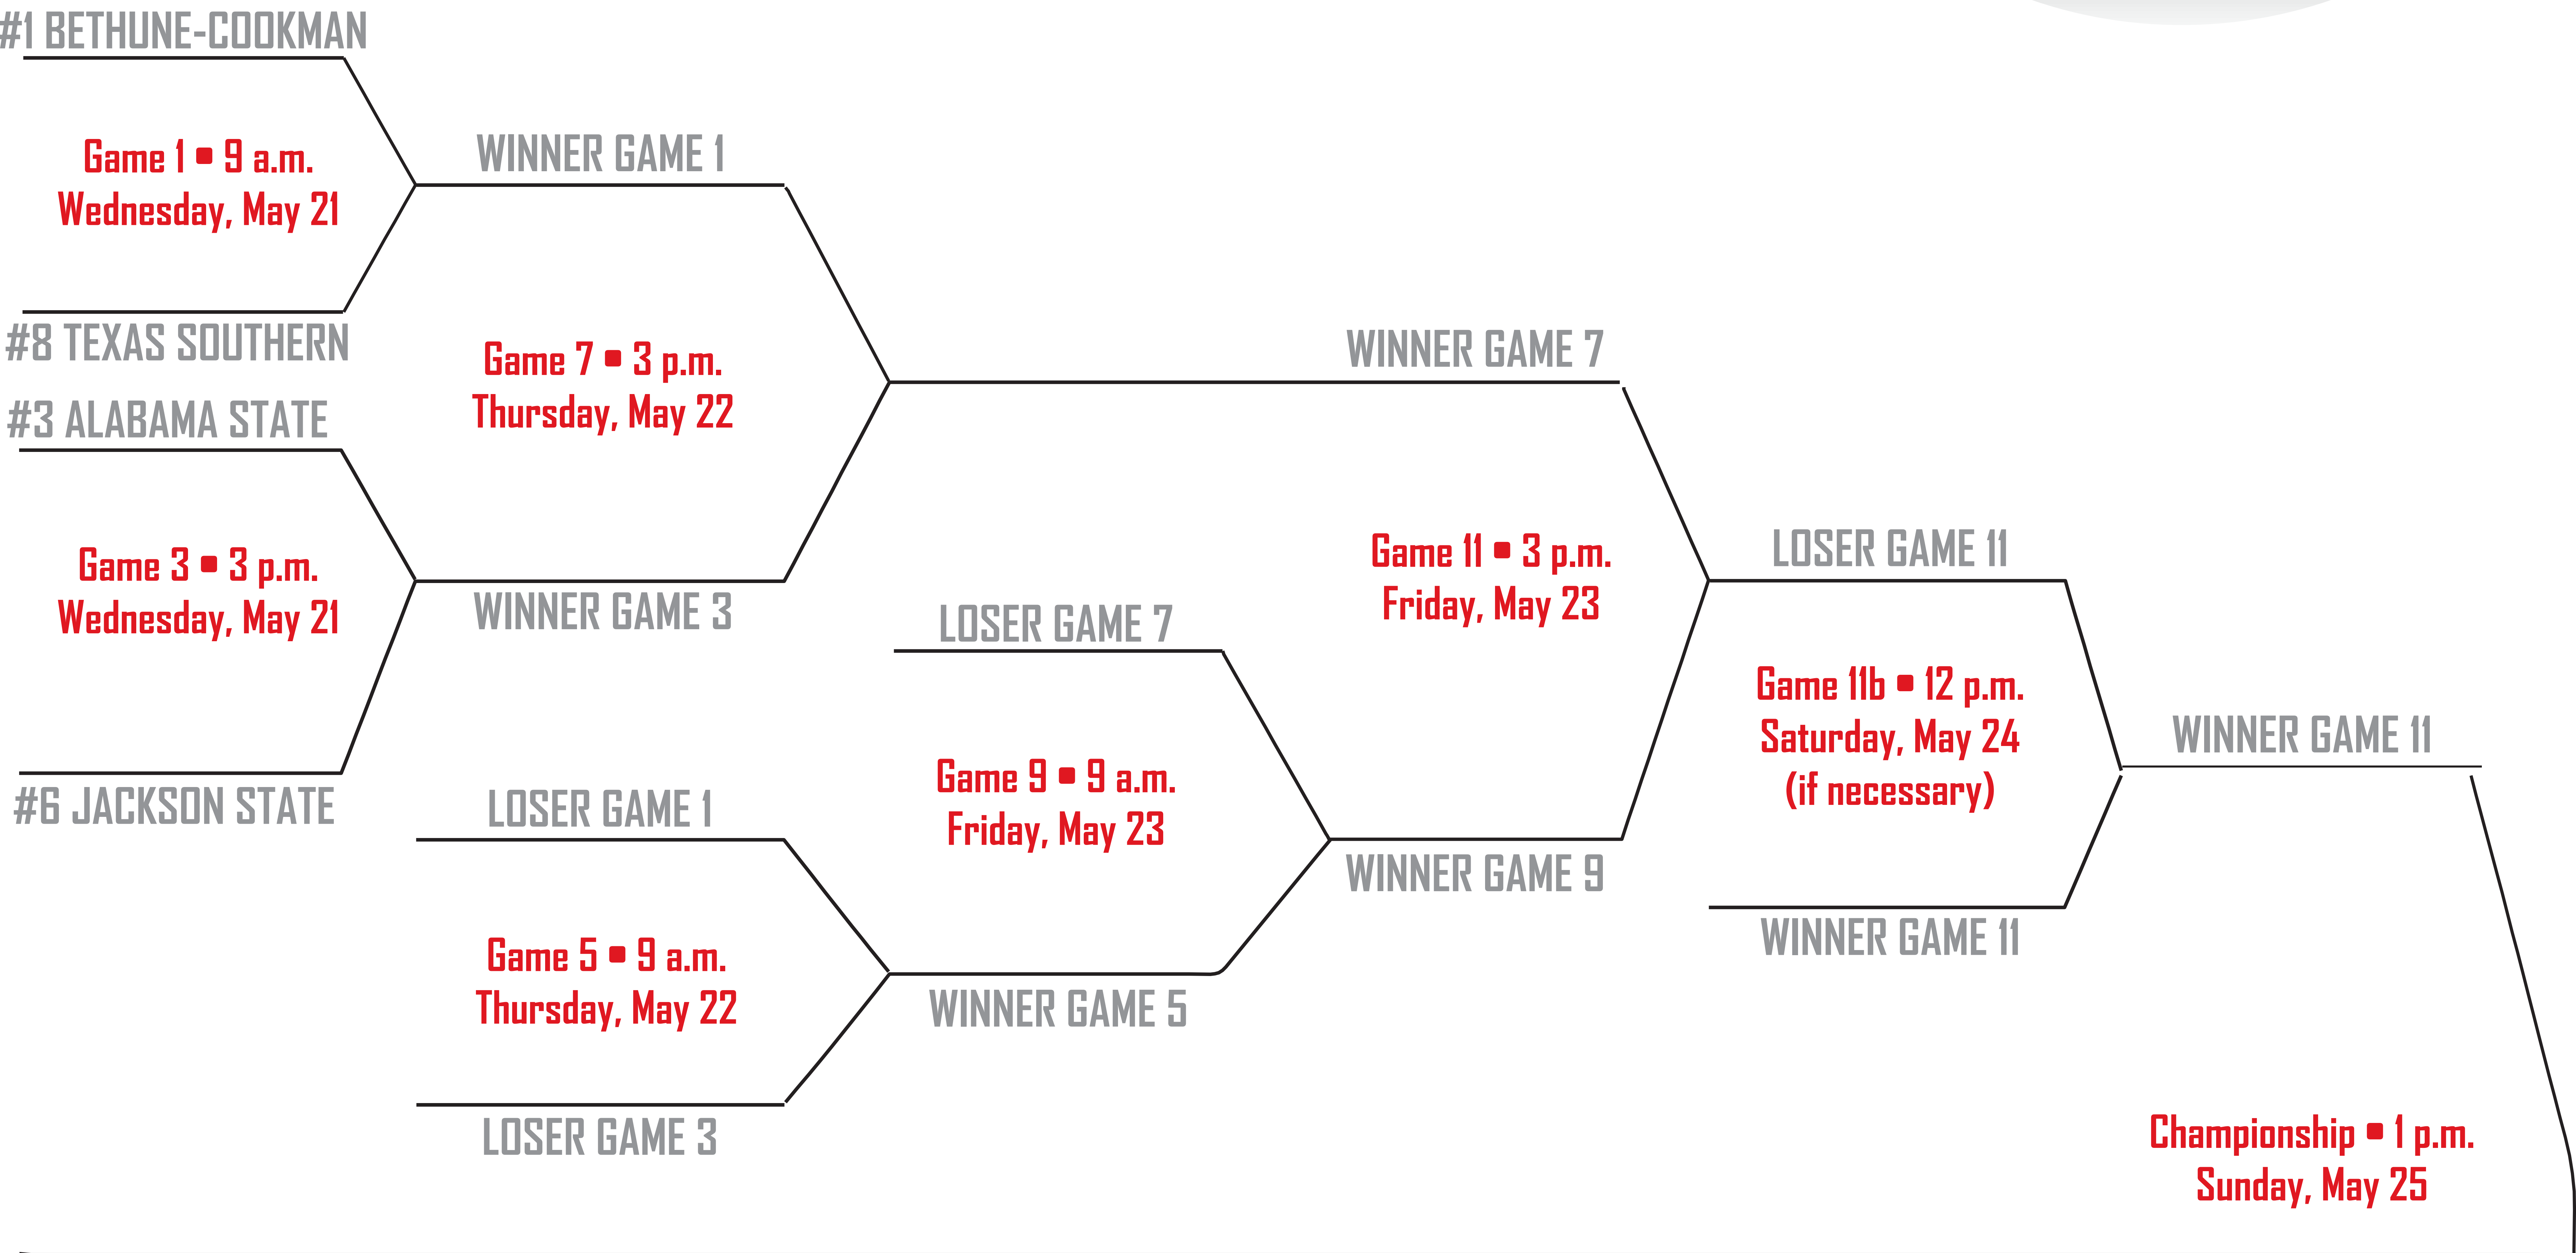 #1 BETHUNE-COOKMAN
Game 1 ▪ 9 a.m.
Wednesday, May 21
#8 TEXAS SOUTHERN
#3 ALABAMA STATE
Game 3 ▪ 3 p.m.
Wednesday, May 21
#6 JACKSON STATE
WINNER GAME 1
Game 7 ▪ 3 p.m.
Thursday, May 22
WINNER GAME 3
LOSER GAME 1
Game 5 ▪ 9 a.m.
Thursday, May 22
LOSER GAME 3
LOSER GAME 7
Game 9 ▪ 9 a.m.
Friday, May 23
WINNER GAME 5
WINNER GAME 7
Game 11 ▪ 3 p.m.
Friday, May 23
WINNER GAME 9
LOSER GAME 11
Game 11b ▪ 12 p.m.
Saturday, May 24
(if necessary)
WINNER GAME 11
WINNER GAME 11
Championship ▪ 1 p.m.
Sunday, May 25